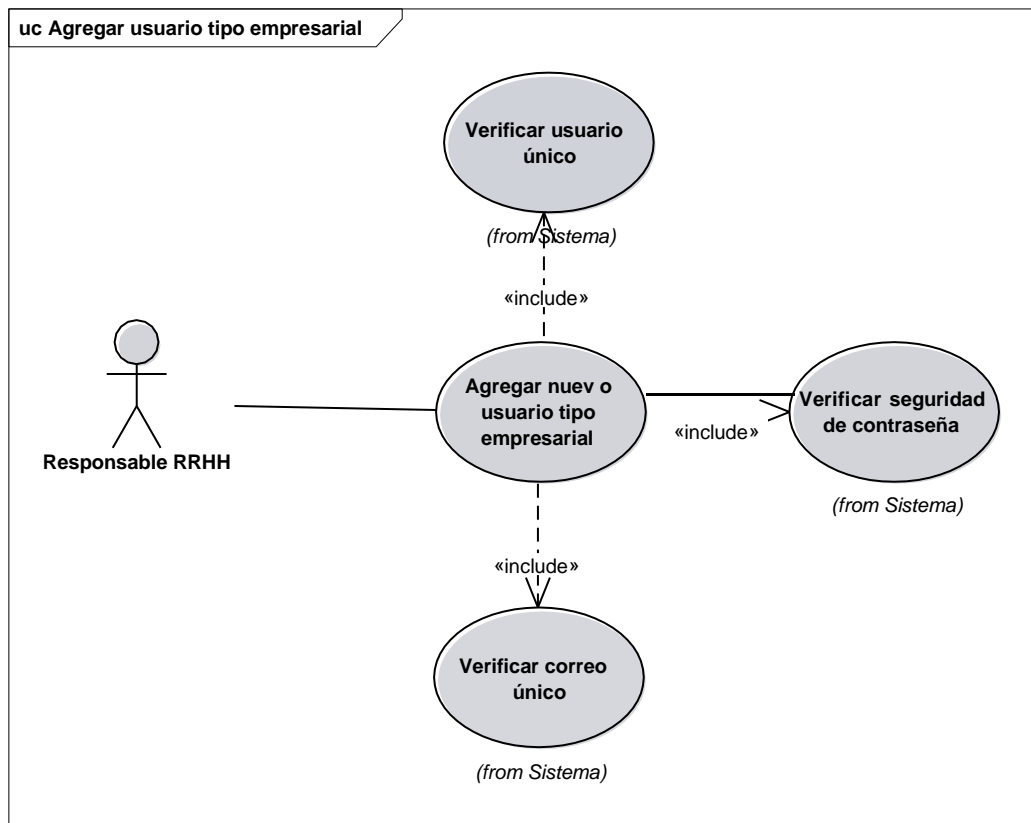 uc Agregar usuario tipo empresarial
Verificar usuario
único
(from Sistema)
«include»
Agregar nuev o
usuario tipo
empresarial
Verificar seguridad
de contraseña
«include»
Responsable RRHH
(from Sistema)
«include»
Verificar correo
único
(from Sistema)